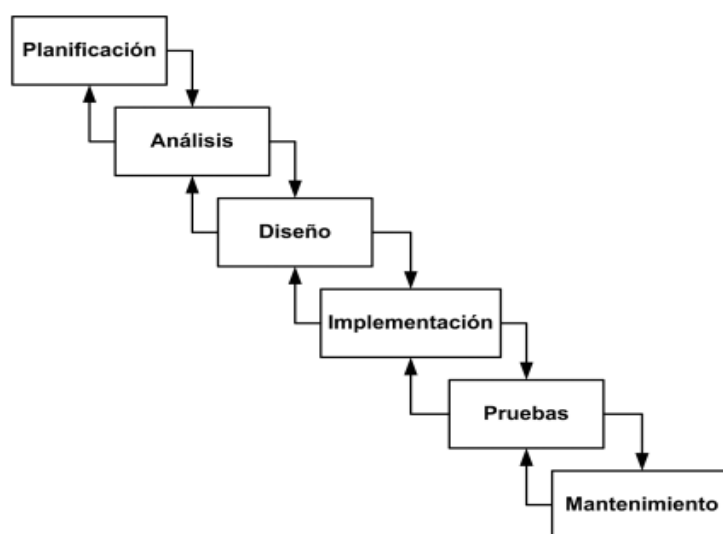 Planificación
Análisis
Diseño
Implementación
Pruebas
Mantenimiento